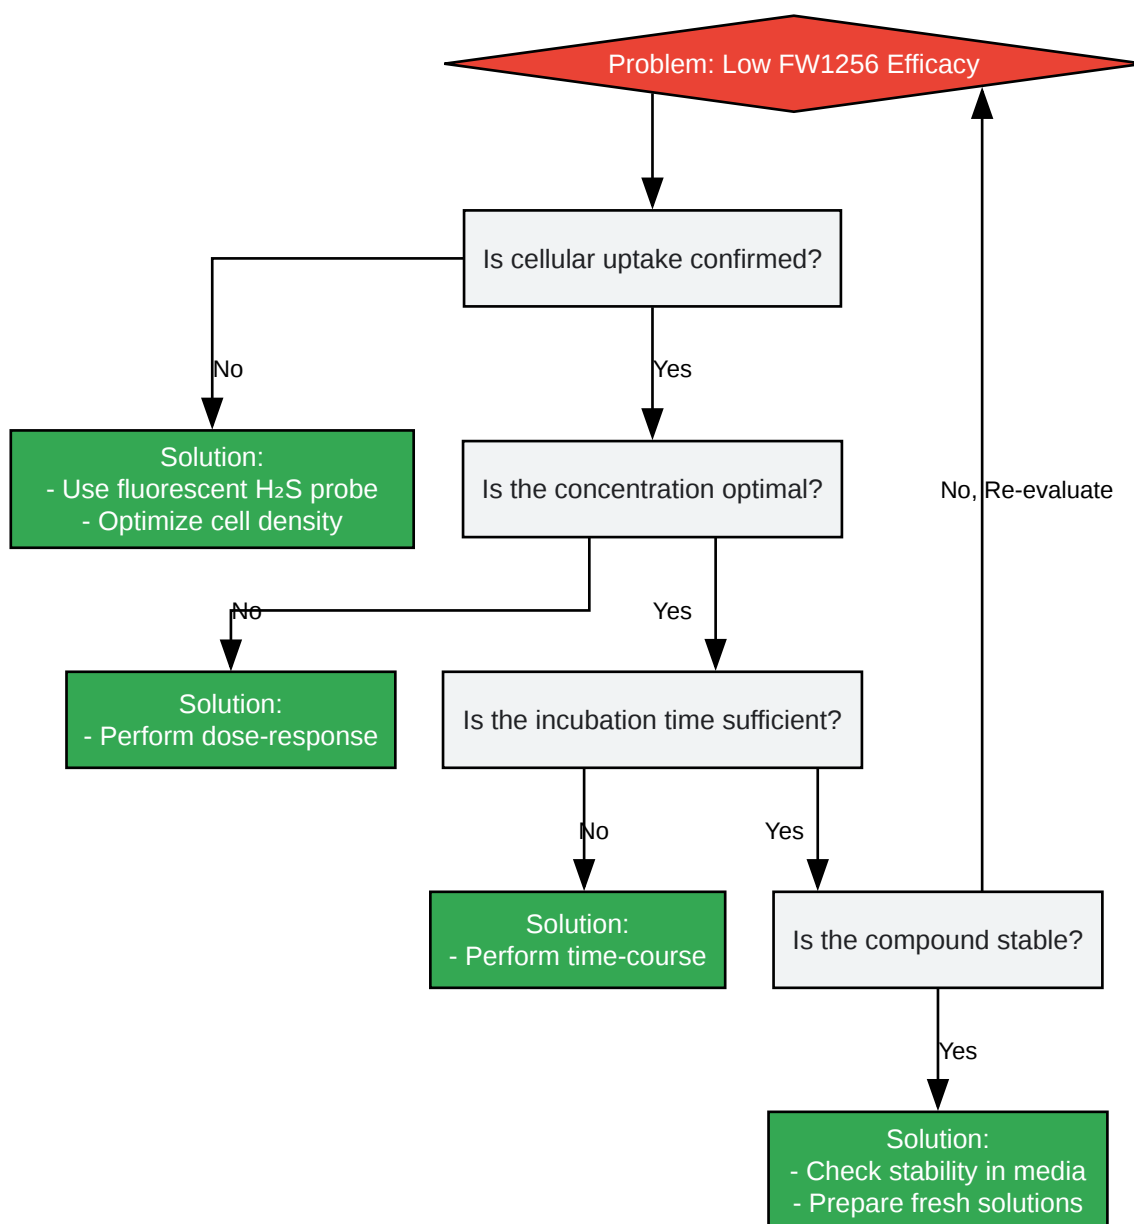 Problem: Low FW1256 Efficacy
Is cellular uptake confirmed?
No
Yes
Solution:
- Use fluorescent H₂S probe
- Optimize cell density
Is the concentration optimal?
No, Re-evaluate
No
Yes
Solution:
- Perform dose-response
Is the incubation time sufficient?
No
Yes
Solution:
- Perform time-course
Is the compound stable?
Yes
Solution:
- Check stability in media
- Prepare fresh solutions